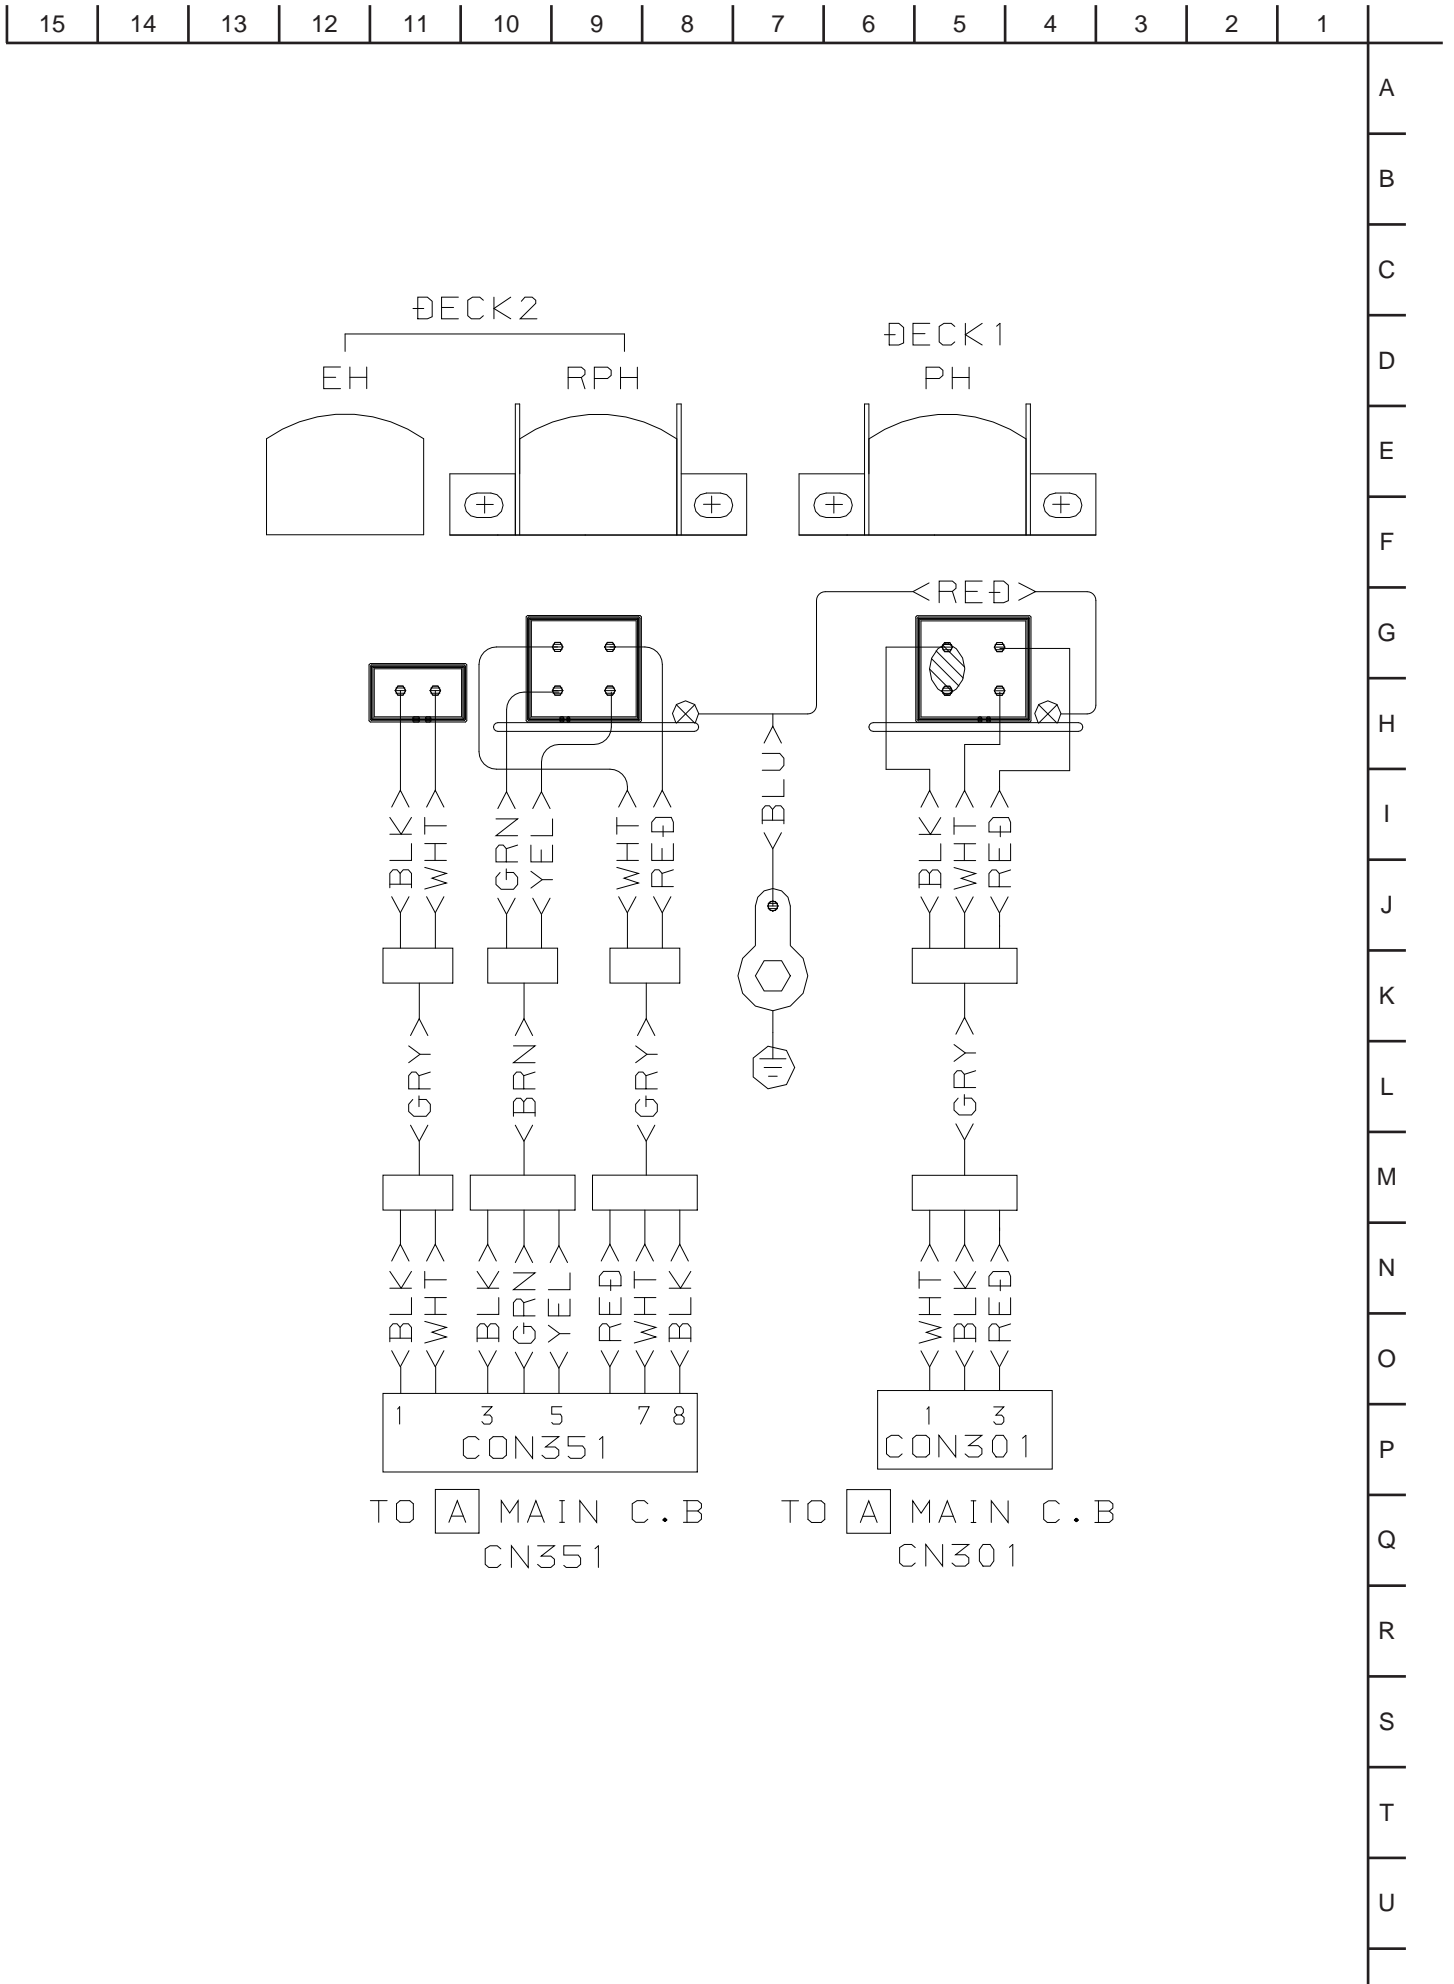 15 14 13 12 11 10 9 8 7 6 5 4 3 2 1
A
B
C
DECK2
DECK1
D
EH RPH PH
E
F
RED
G
H
BLU
I
BLK WHT GRN YEL WHT RED BLK WHT RED
J
K
GRY BRN GRY GRY
L
M
N
BLK WHT BLK GRN YEL RED WHT BLK WHT BLK RED
O
1 3 5 7 8 1 3
CON351 CON301
P
TO A MAIN C.B TO A MAIN C.B
CN351 CN301
Q
R
S
T
U